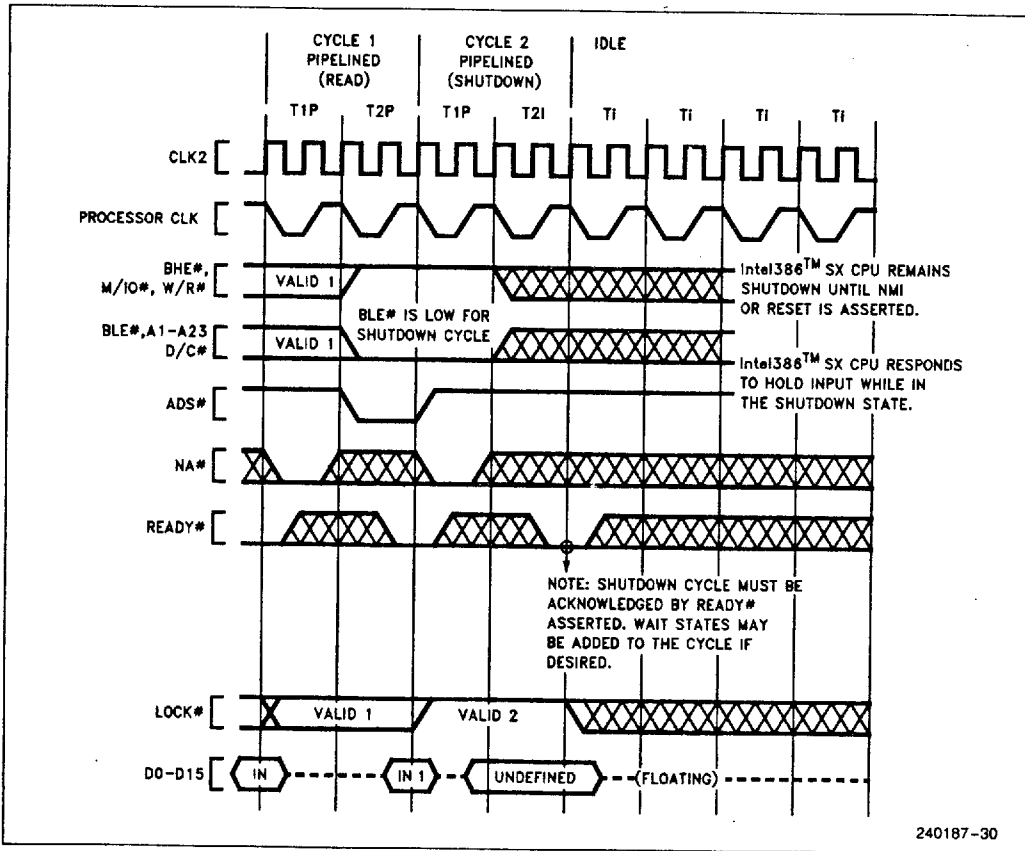 CYCLE 1
PIPELINED
(READ)
CYCLE 2
PIPELINED
(SHUTDOWN)
IDLE
T1P
T2P
T1P
T2I
Ti
Ti
Ti
Ti
CLK2
PROCESSOR CLK
BHE#,
M/IO#, W/R#
VALID 1
Intel386™ SX CPU REMAINS
SHUTDOWN UNTIL NMI
OR RESET IS ASSERTED.
BLE# IS LOW FOR
SHUTDOWN CYCLE
BLE#,A1-A23
D/C#
VALID 1
Intel386™ SX CPU RESPONDS
TO HOLD INPUT WHILE IN
THE SHUTDOWN STATE.
ADS#
NA#
READY#
NOTE: SHUTDOWN CYCLE MUST BE
ACKNOWLEDGED BY READY#
ASSERTED. WAIT STATES MAY
BE ADDED TO THE CYCLE IF
DESIRED.
LOCK#
VALID 1
VALID 2
D0-D15
IN
IN 1
UNDEFINED
(FLOATING)
240187-30